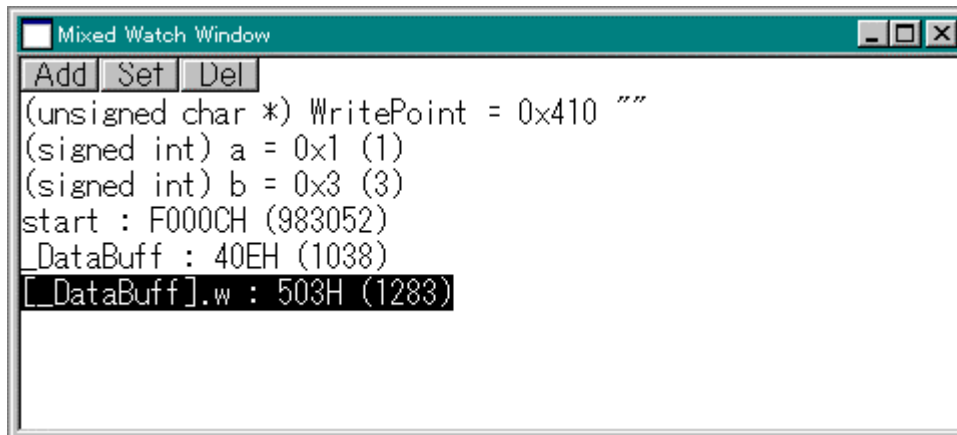 Mixed Watch Window
Add Set Del
(unsigned char *) WritePoint = 0x410 ""
(signed int) a = 0x1 (1)
(signed int) b = 0x3 (3)
start : F000CH (983052)
_DataBuff : 40EH (1038)
[_DataBuff].w : 503H (1283)